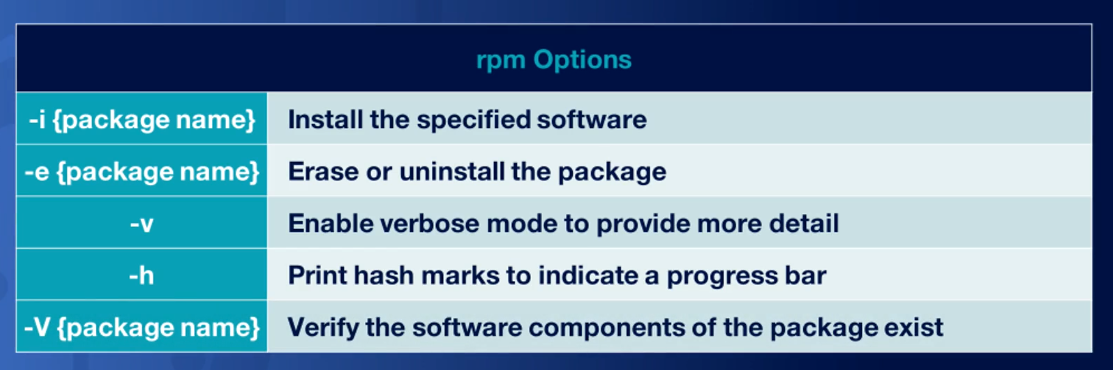 rpm Options
-i {package name} Install the specified software
-e {package name} Erase or uninstall the package
-v Enable verbose mode to provide more detail
-h Print hash marks to indicate a progress bar
-V {package name} Verify the software components of the package exist